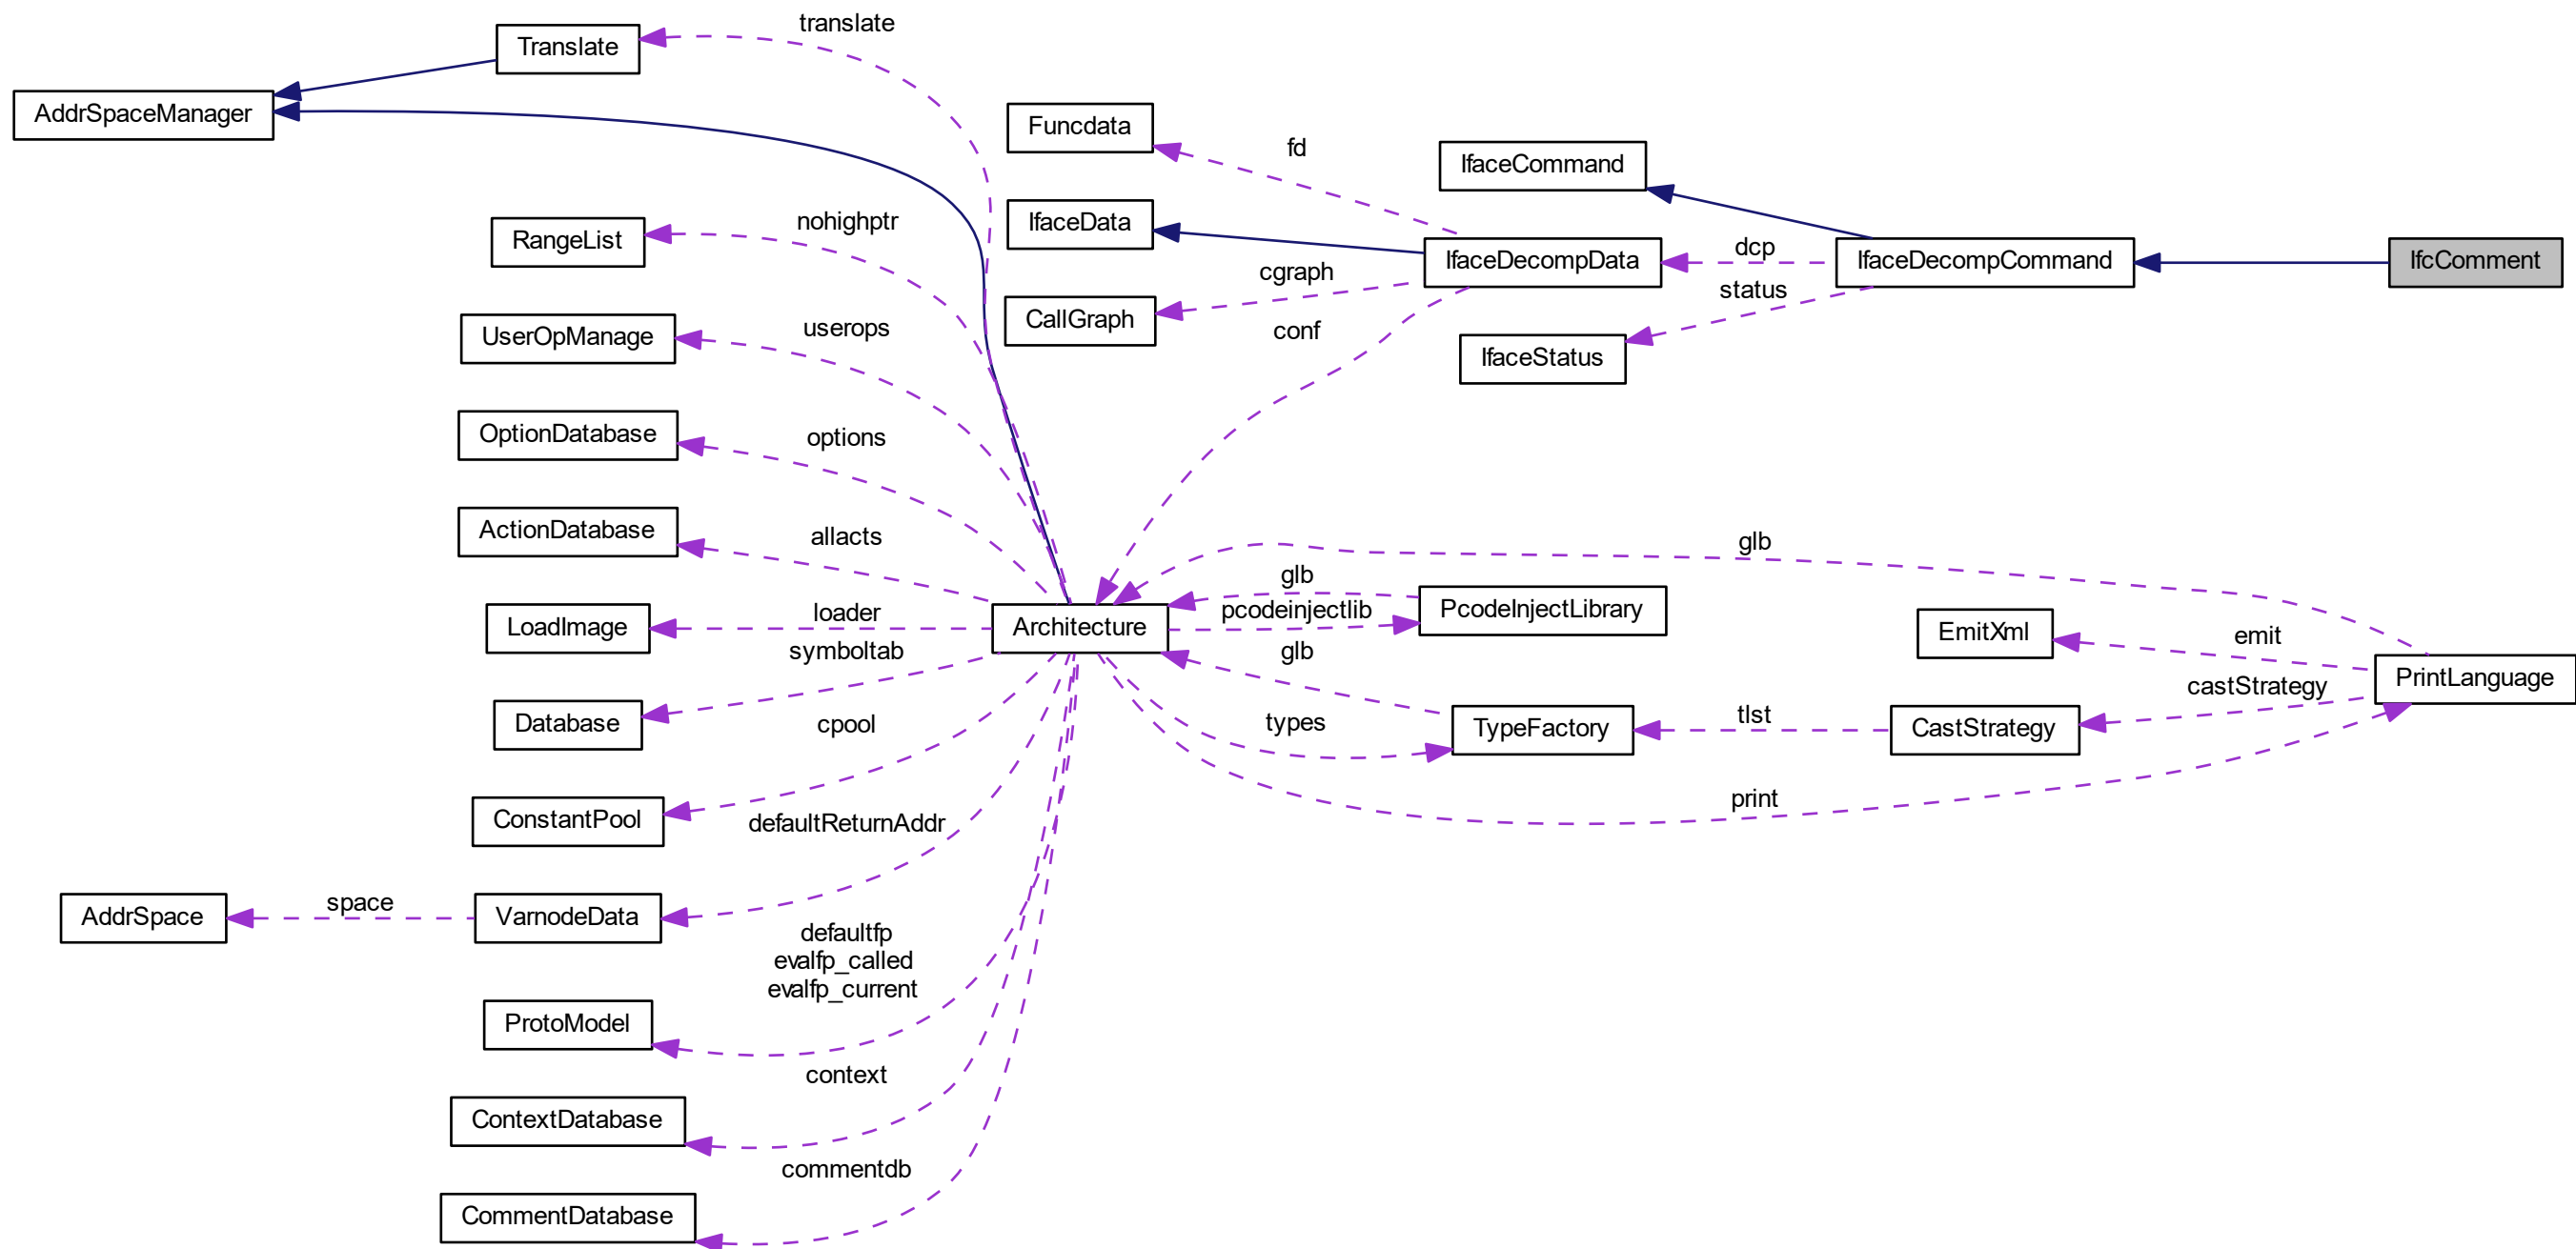 translate
Translate
AddrSpaceManager
Funcdata
fd
IfaceCommand
nohighptr
RangeList
IfaceData
IfaceDecompData
dcp
IfaceDecompCommand
IfcComment
cgraph
status
CallGraph
conf
userops
UserOpManage
IfaceStatus
options
OptionDatabase
allacts
ActionDatabase
glb
glb
loader
LoadImage
Architecture
pcodeinjectlib
PcodeInjectLibrary
symboltab
glb
EmitXml
emit
PrintLanguage
castStrategy
Database
cpool
types
TypeFactory
tlst
CastStrategy
print
ConstantPool
defaultReturnAddr
AddrSpace
space
VarnodeData
defaultfp
evalfp_called
evalfp_current
ProtoModel
context
ContextDatabase
commentdb
CommentDatabase